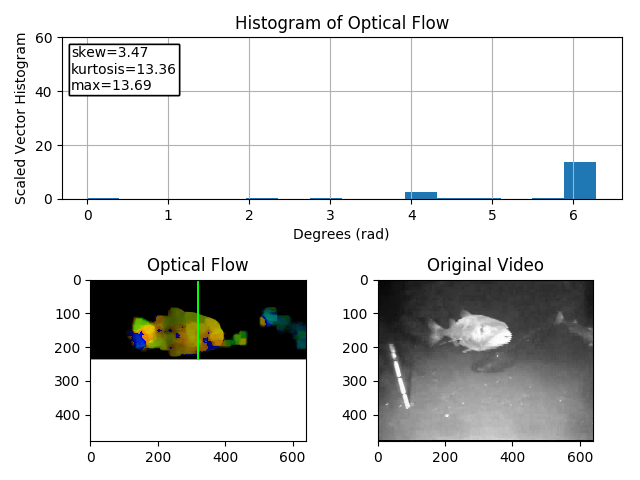 Histogram of Optical Flow
60
skew=3.47
kurtosis=13.36
max=13.69
40
20
0
Scaled Vector Histogram
0 1 2 3 4 5 6
Degrees (rad)
Optical Flow
0
100
200
300
400
0 200 400 600
Original Video
0
100
200
300
400
0 200 400 600